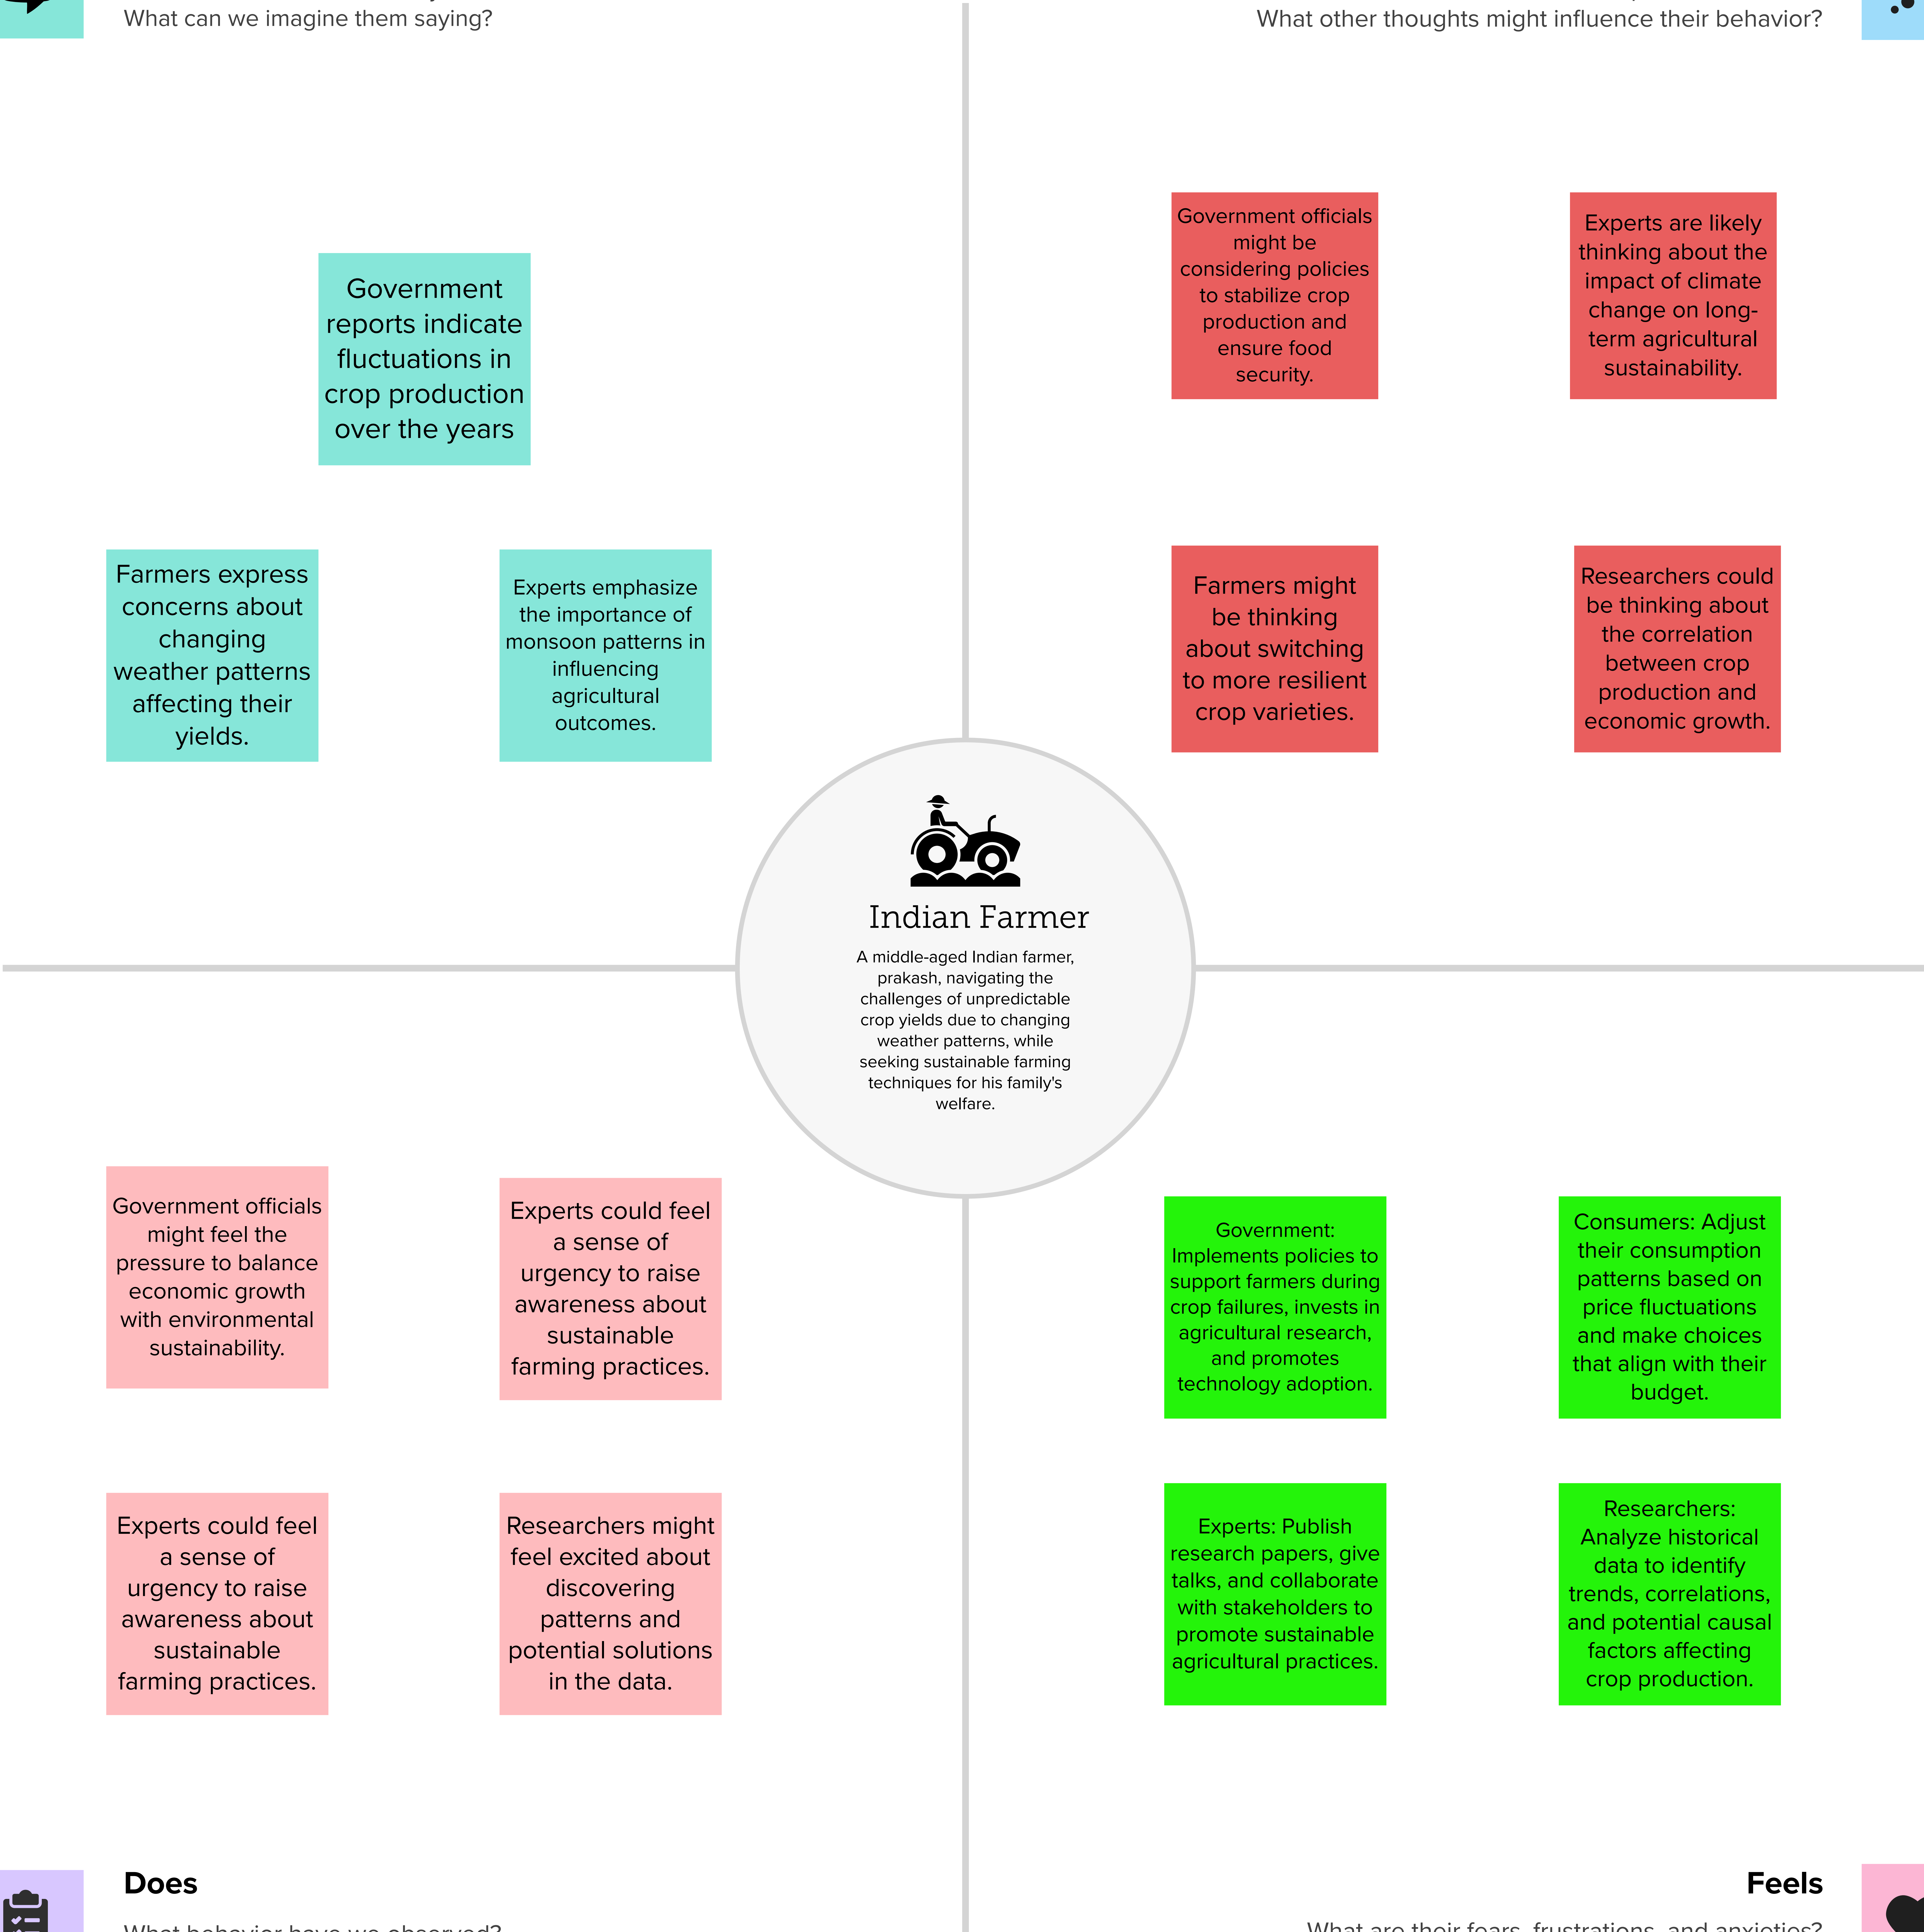 What can we imagine them saying?
What other thoughts might influence their behavior?
Government
reports indicate
fluctuations in
crop production
over the years
Farmers express
concerns about
changing
weather patterns
affecting their
yields.
Experts emphasize
the importance of
monsoon patterns in
influencing
agricultural
outcomes.
Government officials
might be
considering policies
to stabilize crop
production and
ensure food
security.
Experts are likely
thinking about the
impact of climate
change on long-
term agricultural
sustainability.
Farmers might
be thinking
about switching
to more resilient
crop varieties.
Researchers could
be thinking about
the correlation
between crop
production and
economic growth.
Indian Farmer
A middle-aged Indian farmer,
prakash, navigating the
challenges of unpredictable
crop yields due to changing
weather patterns, while
seeking sustainable farming
techniques for his family's
welfare.
Government officials
might feel the
pressure to balance
economic growth
with environmental
sustainability.
Experts could feel
a sense of
urgency to raise
awareness about
sustainable
farming practices.
Experts could feel
a sense of
urgency to raise
awareness about
sustainable
farming practices.
Researchers might
feel excited about
discovering
patterns and
potential solutions
in the data.
Government:
Implements policies to
support farmers during
crop failures, invests in
agricultural research,
and promotes
technology adoption.
Consumers: Adjust
their consumption
patterns based on
price fluctuations
and make choices
that align with their
budget.
Experts: Publish
research papers, give
talks, and collaborate
with stakeholders to
promote sustainable
agricultural practices.
Researchers:
Analyze historical
data to identify
trends, correlations,
and potential causal
factors affecting
crop production.
Does
What behavior have we observed?
Feels
What are their fears, frustrations, and anxieties?